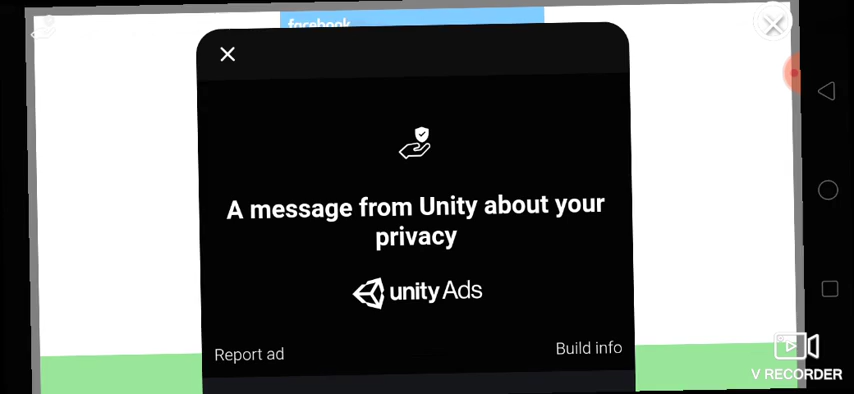 facebook
A message from Unity about your
privacy
unity Ads
Report ad
Build info
V RECORDER